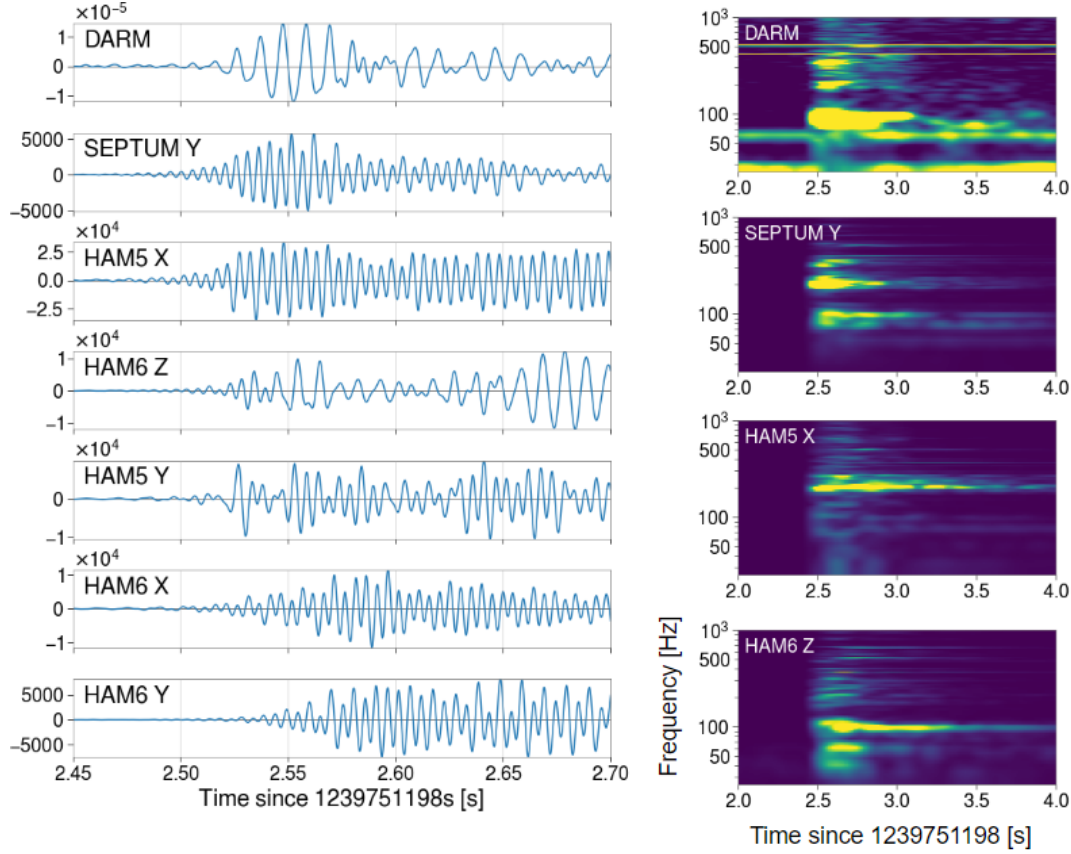 ×10⁻⁵
DARM
1
0
−1
5000
SEPTUM Y
0
−5000
×10⁴
HAM5 X
2.5
0.0
−2.5
×10⁴
HAM6 Z
1
0
−1
×10⁴
HAM5 Y
0
−1
×10⁴
HAM6 X
1
0
−1
HAM6 Y
5000
0
−5000
2.45 2.50 2.55 2.60 2.65 2.70
Time since 1239751198s [s]
DARM
10³
500
100
50
2.0 2.5 3.0 3.5 4.0
SEPTUM Y
10³
500
100
50
2.0 2.5 3.0 3.5 4.0
HAM5 X
10³
500
100
50
2.0 2.5 3.0 3.5 4.0
HAM6 Z
10³
500
100
50
2.0 2.5 3.0 3.5 4.0
Frequency [Hz]
Time since 1239751198 [s]